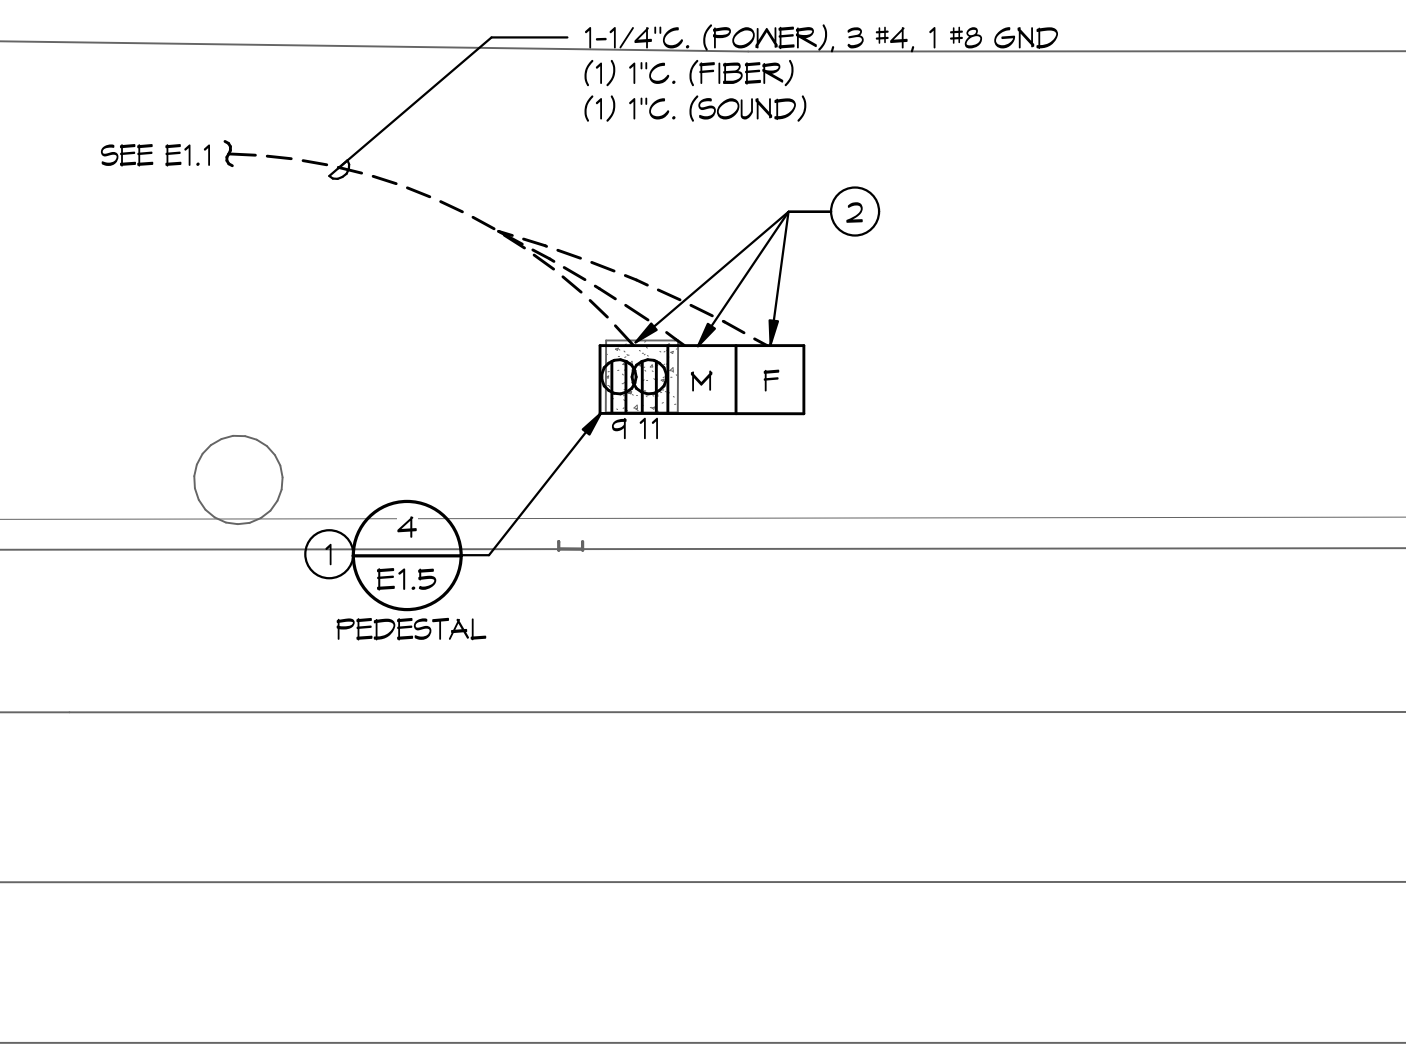 1-1/4"C. (POWER), 3 #4, 1 #8 GND
(1) 1"C. (FIBER)
(1) 1"C. (SOUND)
SEE E1.1
2
M F
9 11
4
1
E1.5
PEDESTAL